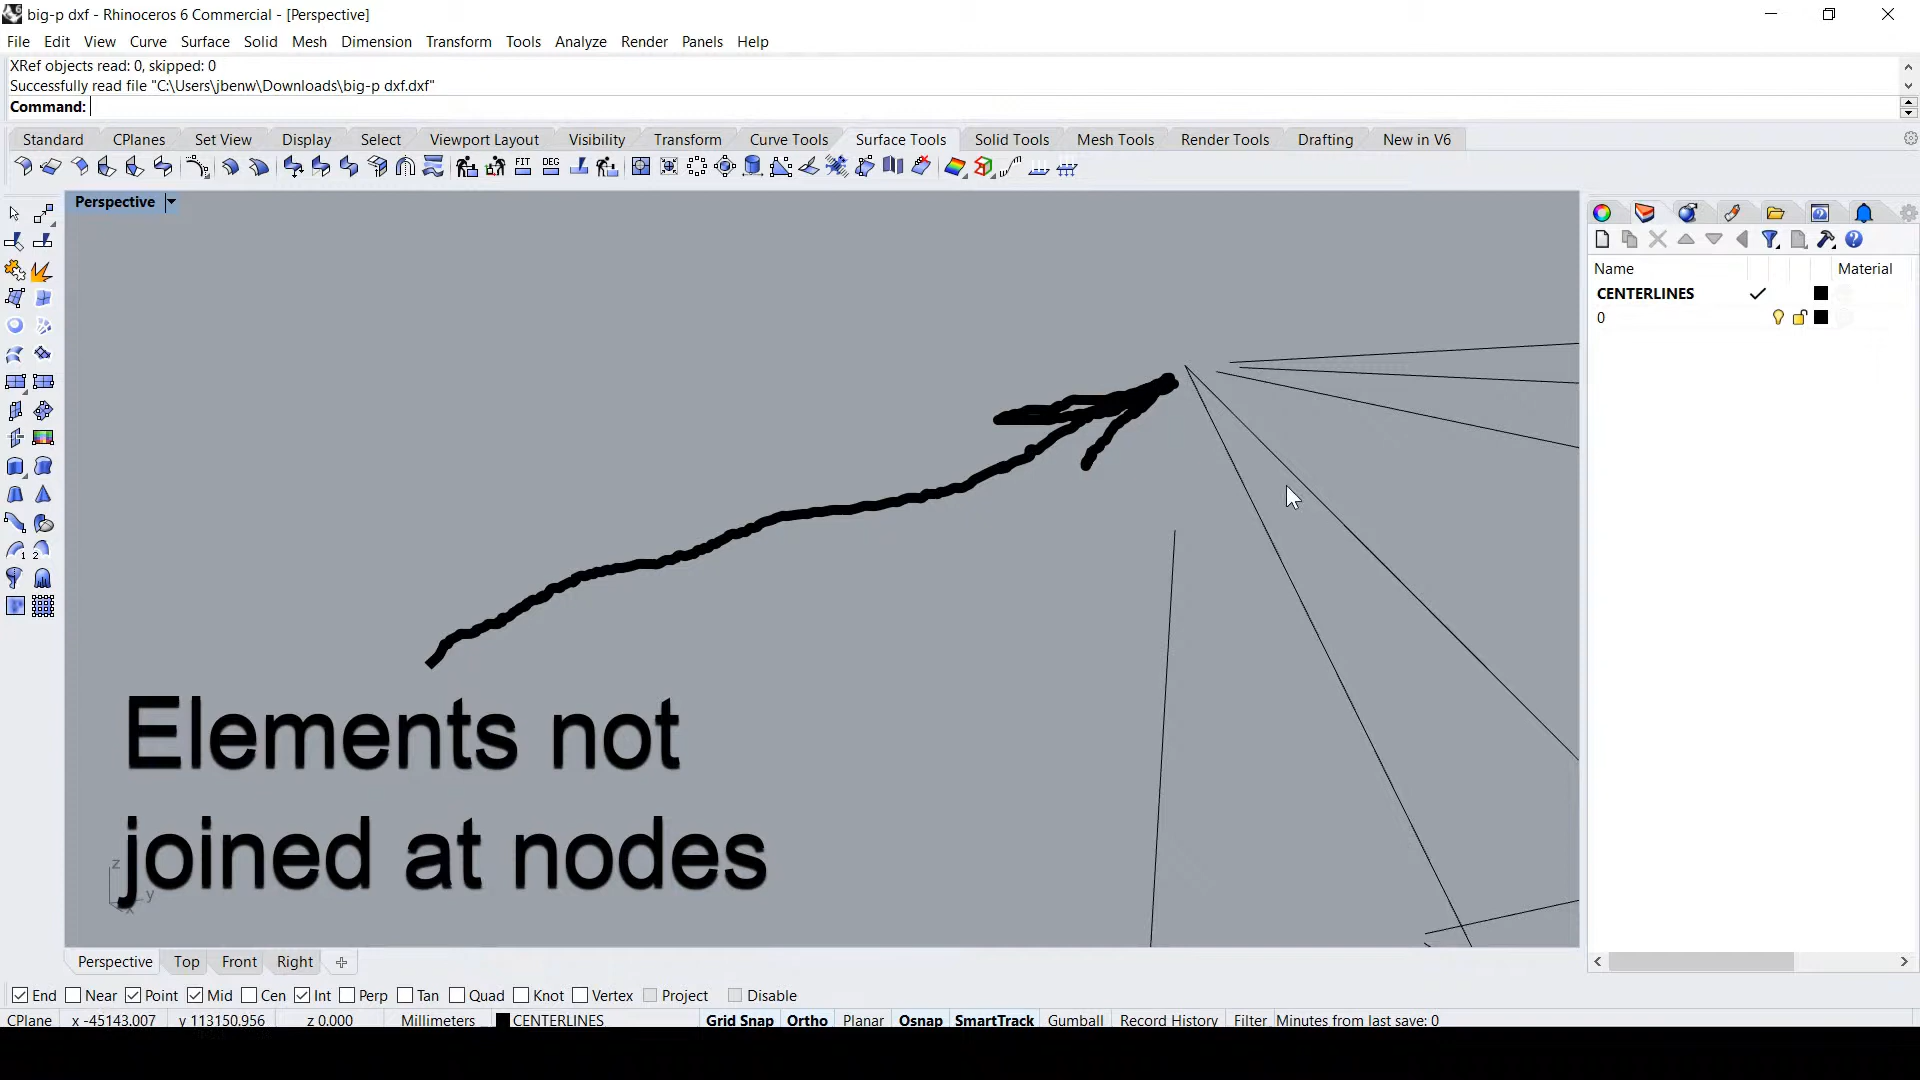 big-p dxf - Rhinoceros 6 Commercial - [Perspective]
File Edit View Curve Surface Solid Mesh Dimension Transform Tools Analyze Render Panels Help
XRef objects read: 0, skipped: 0
Successfully read file "C:\Users\jbenw\Downloads\big-p dxf.dxf"
Command:
Standard CPlanes Set View Display Select Viewport Layout Visibility Transform Curve Tools Surface Tools Solid Tools Mesh Tools Render Tools Drafting New in V6
FIT DEG
Perspective
Name Material
CENTERLINES
0
1 2
Elements not
joined at nodes
z
y
x
Perspective Top Front Right
End Near Point Mid Cen Int Perp Tan Quad Knot Vertex Project Disable
CPlane x -45143.007 y 113150.956 z 0.000 Millimeters CENTERLINES Grid Snap Ortho Planar Osnap SmartTrack Gumball Record History Filter Minutes from last save: 0